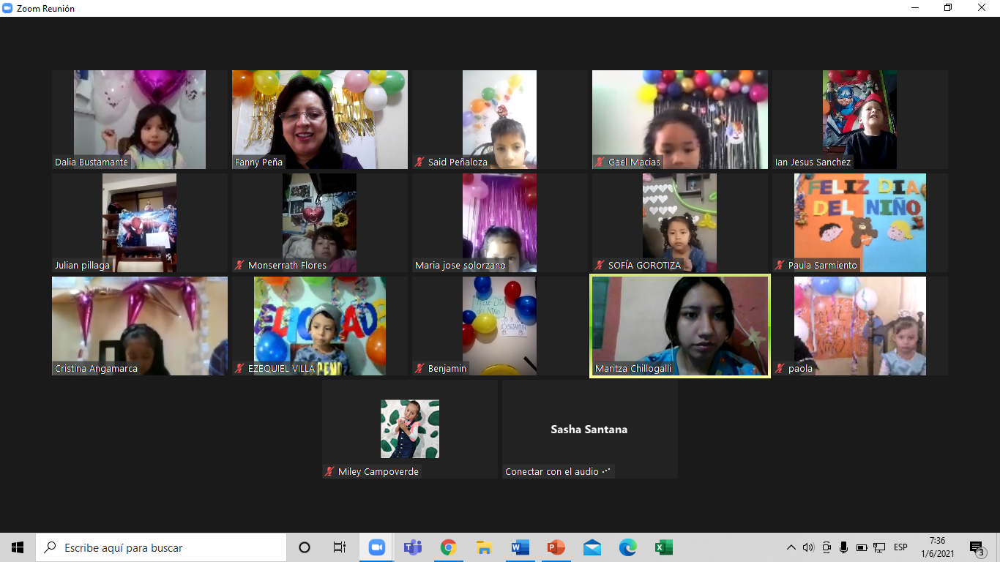 Zoom Reunión
Dalia Bustamante
Fanny Peña
Said Peñaloza
Gael Macias
Ian Jesus Sanchez
Julian pillaga
Monserrath Flores
Maria jose solorzano
SOFÍA GOROTIZA
FELIZ DIA
DEL NIÑO
Paula Sarmiento
Cristina Angamarca
EZEQUIEL VILLA
FELIZ DÍA
del NIÑO
BENJAMIN
Benjamin
Maritza Chillogalli
paola
Miley Campoverde
Sasha Santana
Conectar con el audio
Escribe aquí para buscar
ESP
7:36
1/6/2021
3